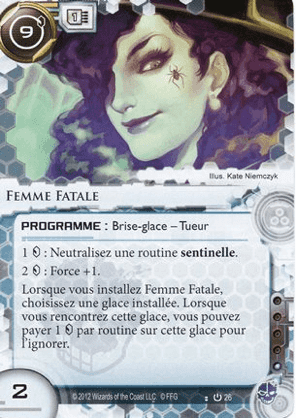 9
1
Illus. Kate Niemczyk
FEMME FATALE
PROGRAMME : Brise-glace – Tueur
1 : Neutralisez une routine sentinelle.
2 : Force +1.
Lorsque vous installez Femme Fatale,
choisissez une glace installée. Lorsque
vous rencontrez cette glace, vous pouvez
payer 1 par routine sur cette glace pour
l'ignorer.
2
© 2012 Wizards of the Coast LLC. © FFG
26